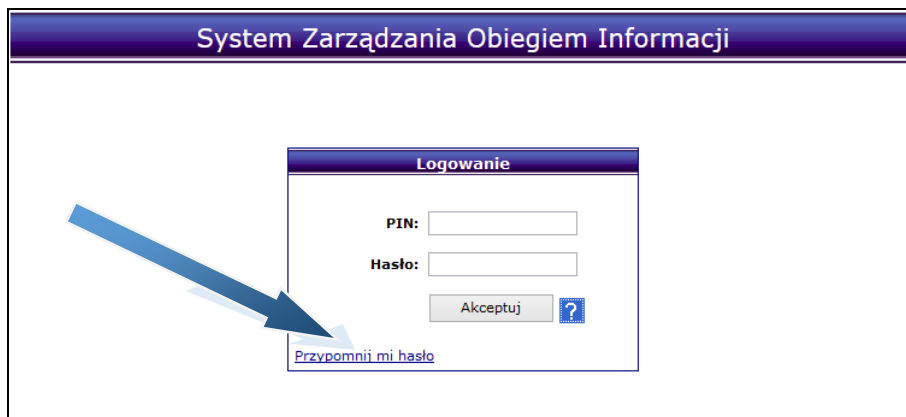 System Zarządzania Obiegiem Informacji
Logowanie
PIN:
Hasło:
Akceptuj ?
Przypomnij mi hasło